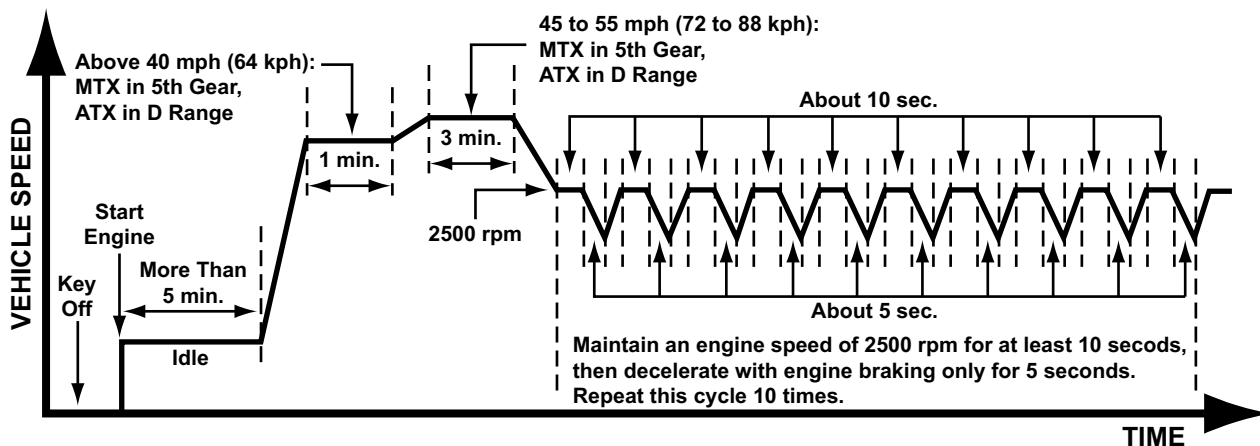 45 to 55 mph (72 to 88 kph):
MTX in 5th Gear,
ATX in D Range
Above 40 mph (64 kph):
MTX in 5th Gear,
ATX in D Range
About 10 sec.
1 min.
3 min.
VEHICLE SPEED
Start
Engine
2500 rpm
More Than
5 min.
Key
Off
About 5 sec.
Idle
Maintain an engine speed of 2500 rpm for at least 10 secods,
then decelerate with engine braking only for 5 seconds.
Repeat this cycle 10 times.
TIME